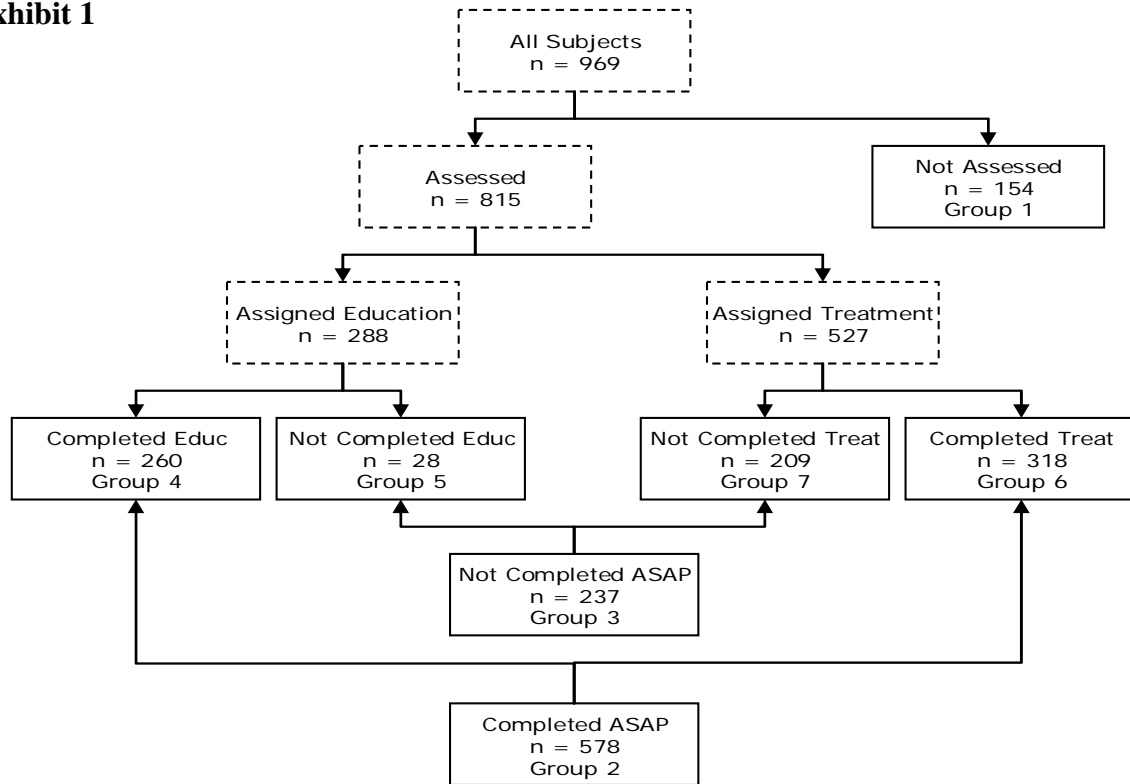 xhibit 1
All Subjects
n = 969
Assessed
n = 815
Not Assessed
n = 154
Group 1
Assigned Education
n = 288
Assigned Treatment
n = 527
Completed Educ
n = 260
Group 4
Not Completed Educ
n = 28
Group 5
Not Completed Treat
n = 209
Group 7
Completed Treat
n = 318
Group 6
Not Completed ASAP
n = 237
Group 3
Completed ASAP
n = 578
Group 2